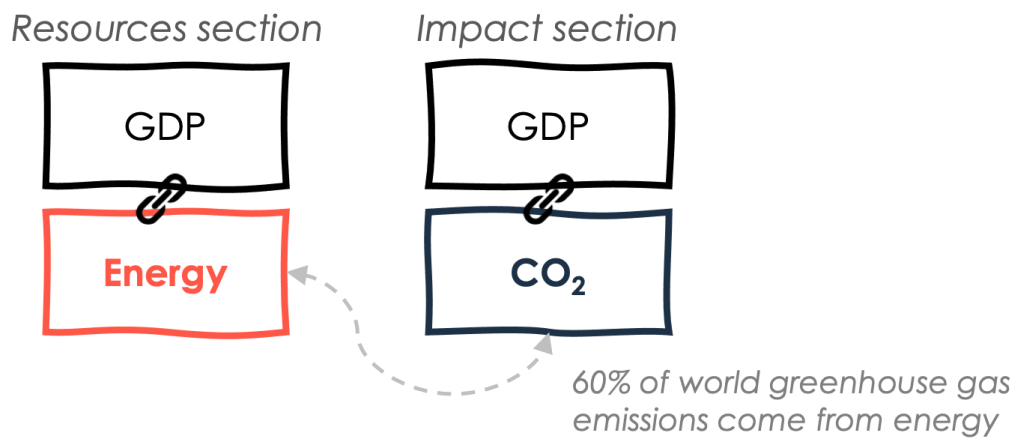 Resources section
Impact section
GDP
GDP
Energy
CO₂
60% of world greenhouse gas
emissions come from energy